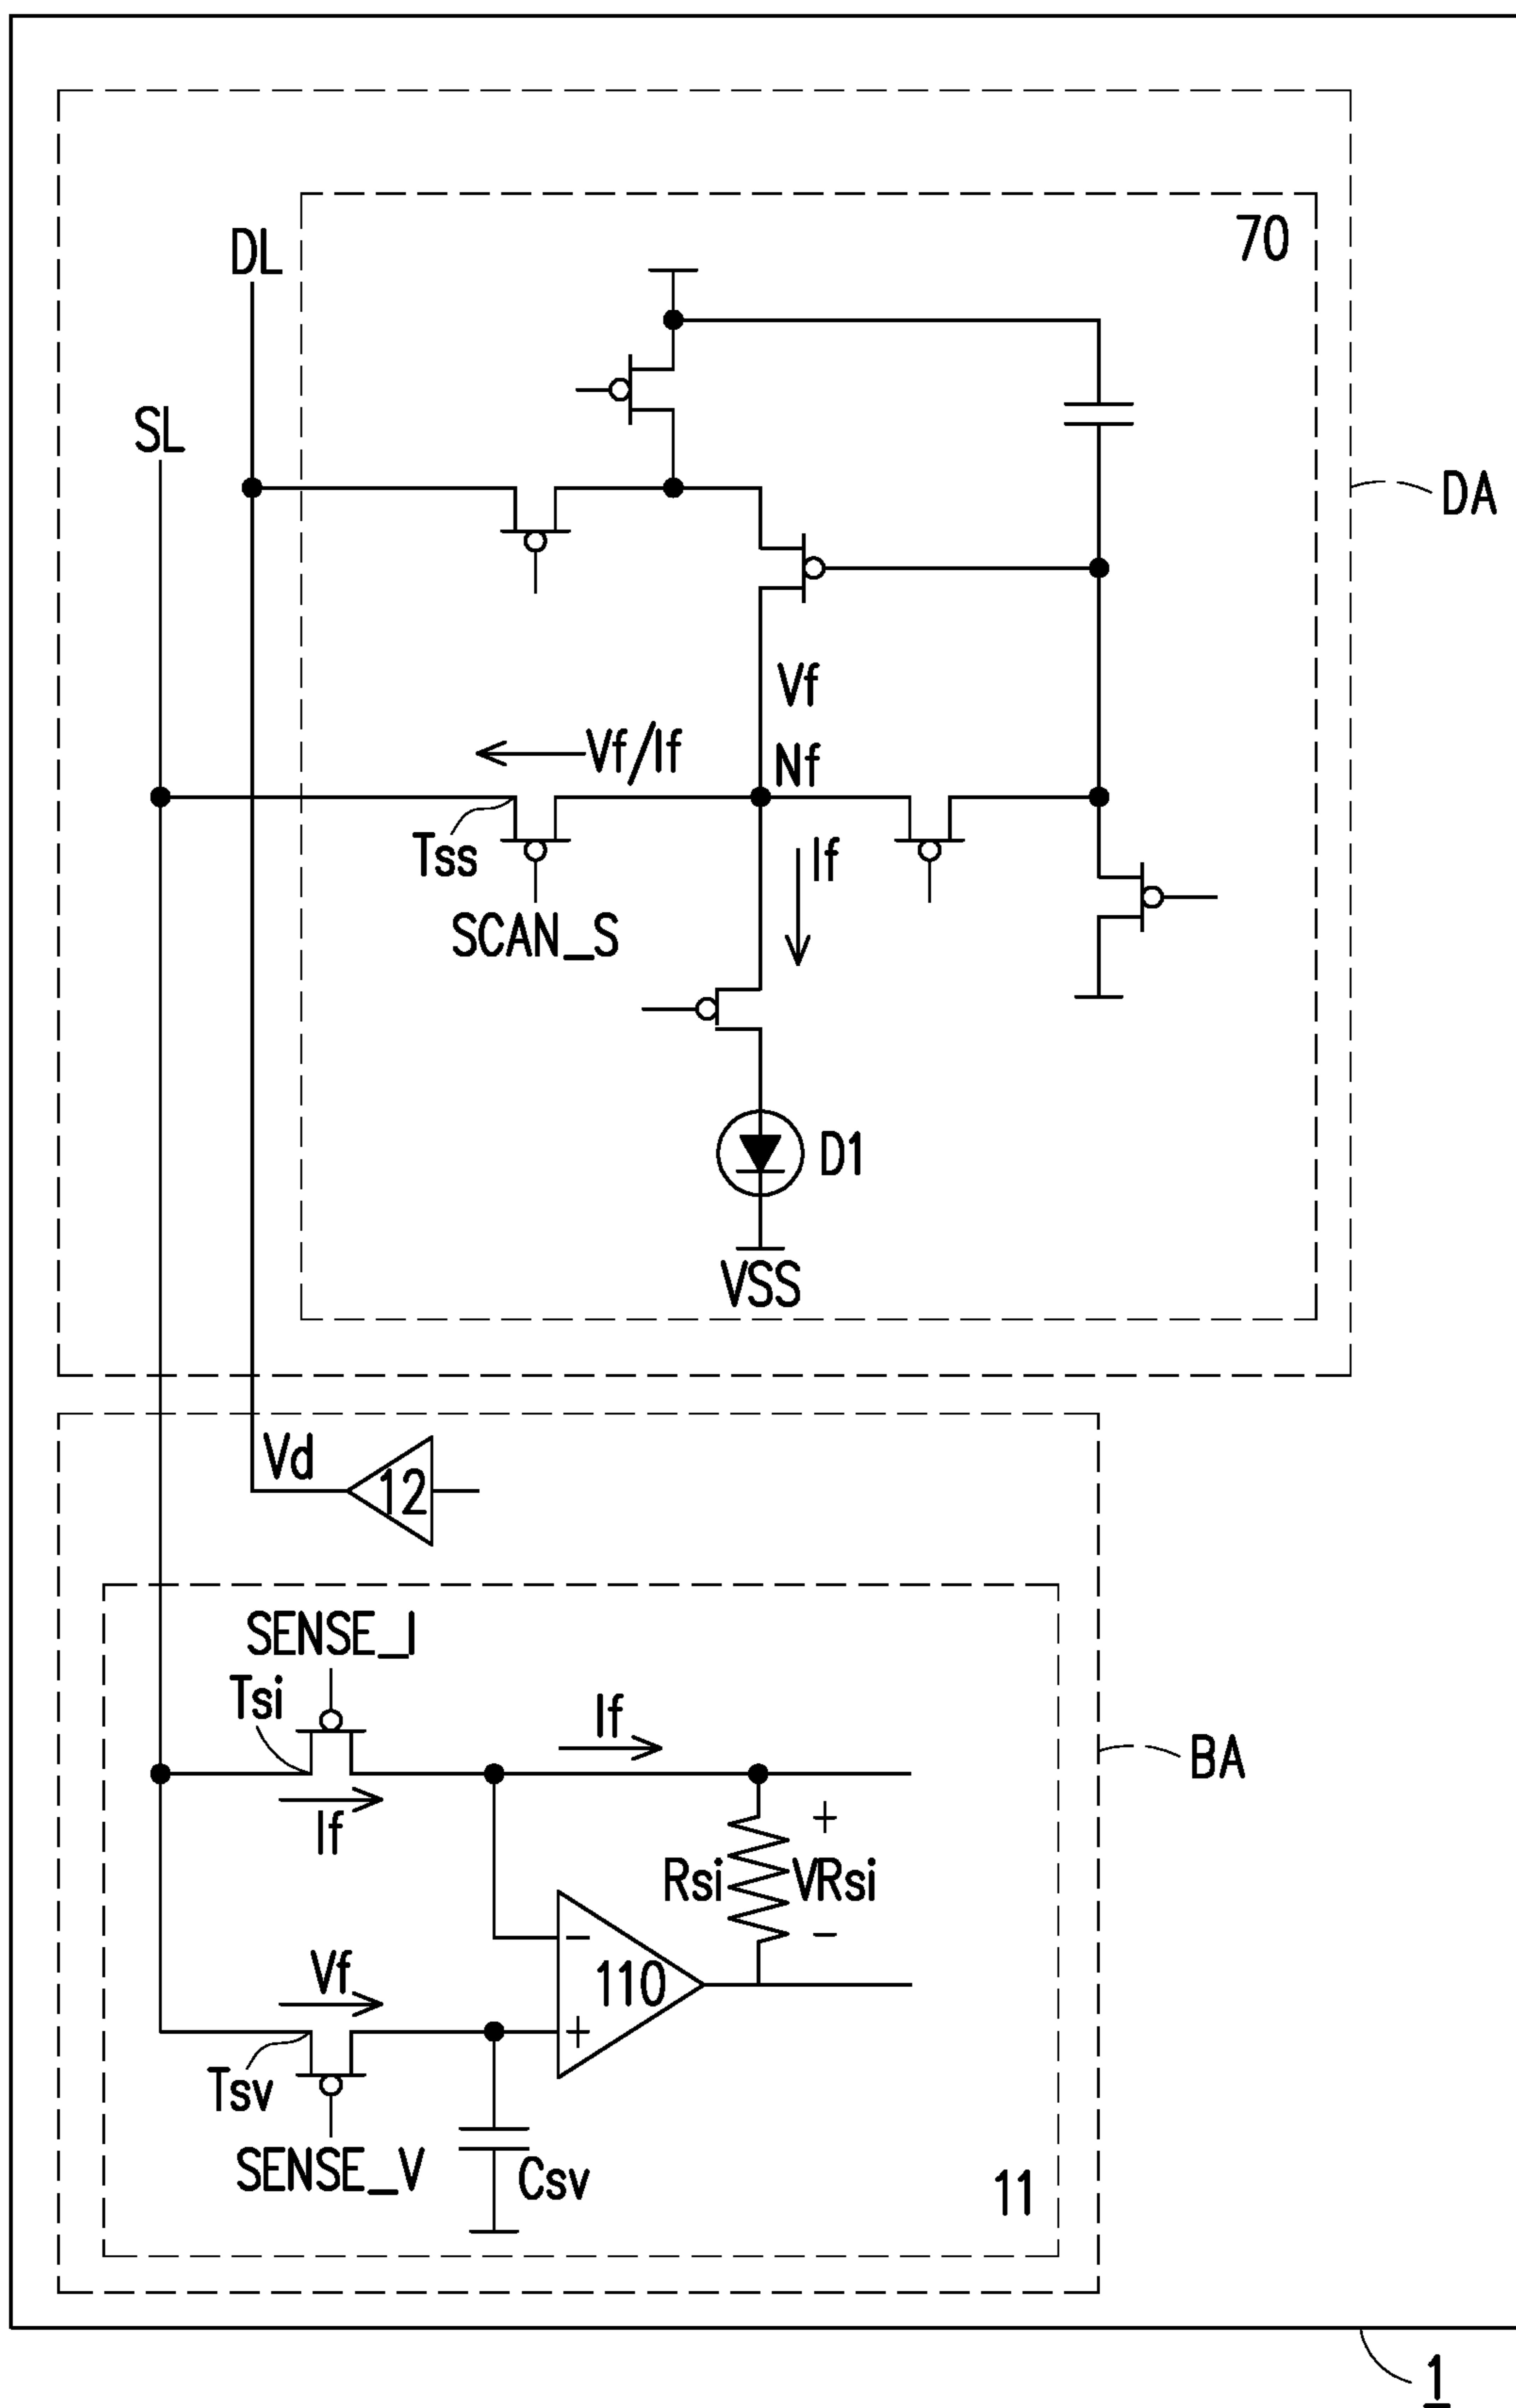 70
DL
SL
DA
Vf
Vf/If
Nf
Tss
If
SCAN_S
D1
VSS
Vd
12
SENSE_I
Tsi
If
BA
If
Rsi
+
VRsi
-
Vf
-
110
+
Tsv
SENSE_V
Csv
11
1